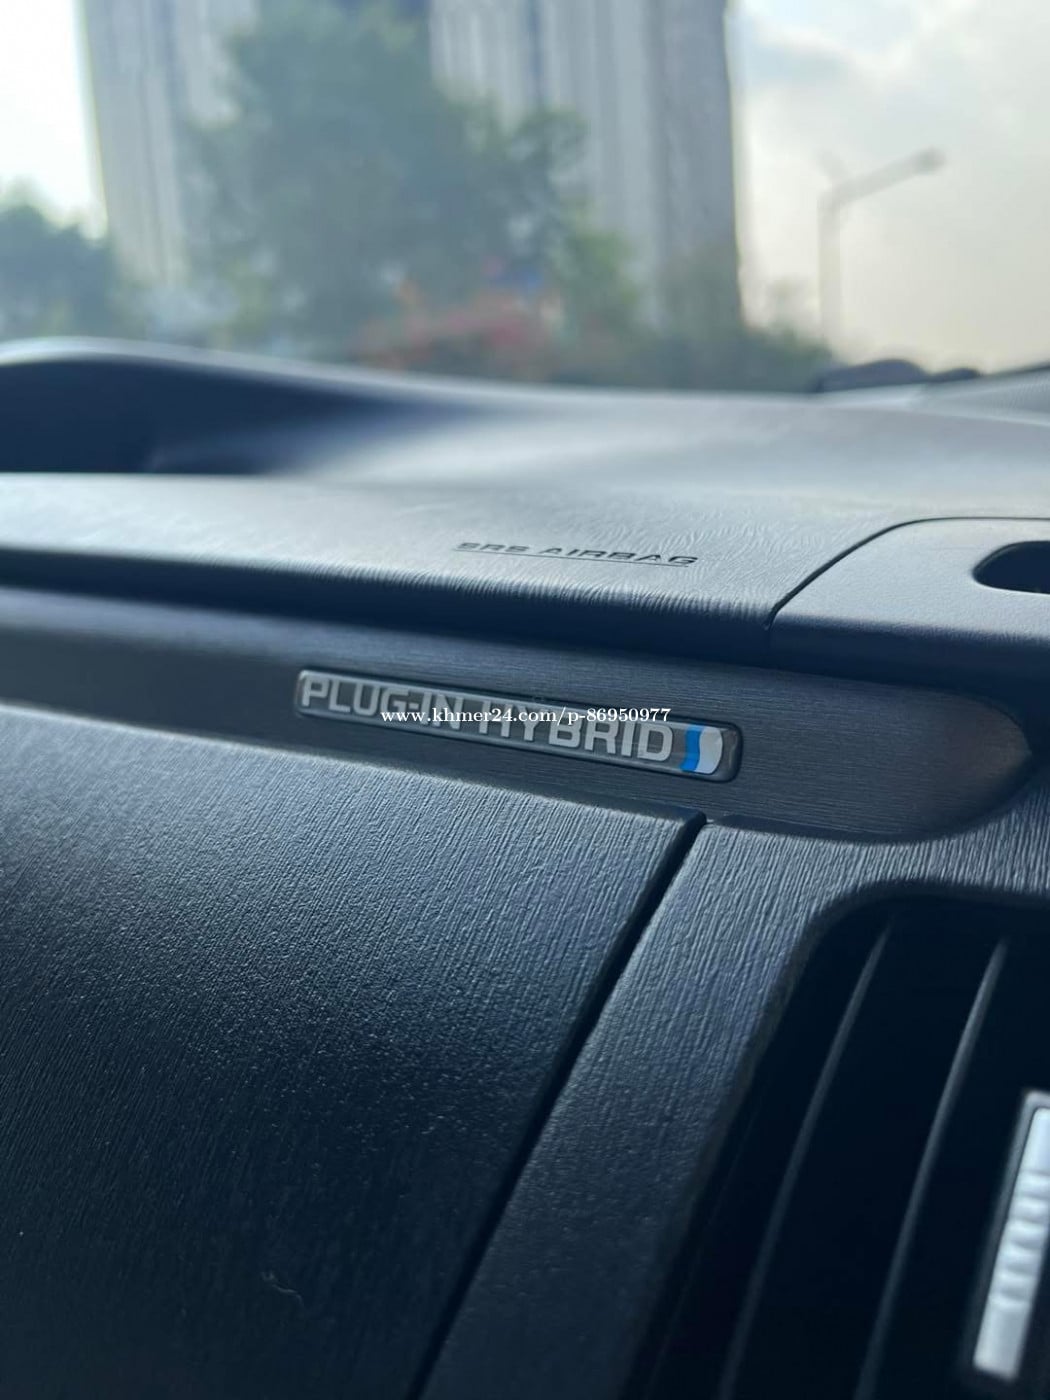 SRS AIRBAG
PLUG-IN HYBRID
www.khmer24.com/p-86950977